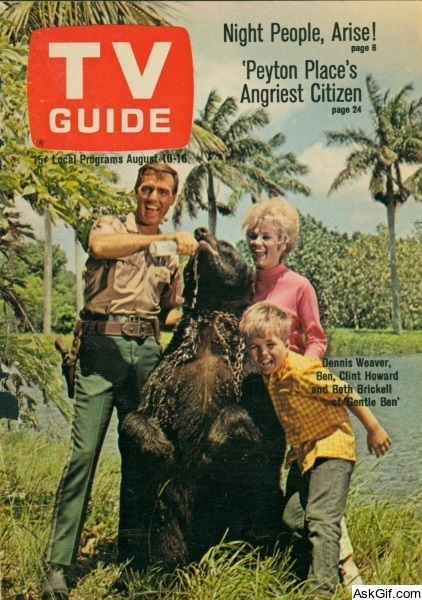 Night People, Arise!
page 6
'Peyton Place's
Angriest Citizen
page 24
TV
GUIDE
®
15¢ Local Programs August 10-16
Dennis Weaver,
Ben, Clint Howard
and Beth Brickell
of 'Gentle Ben'
AskGif.com